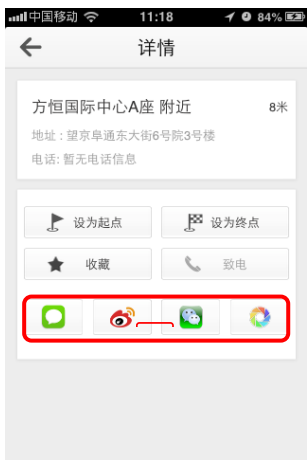 中国移动 11:18 84%
详情
方恒国际中心A座 附近 8米
地址：望京阜通东大街6号院3号楼
电话: 暂无电话信息
设为起点 设为终点
收藏 致电